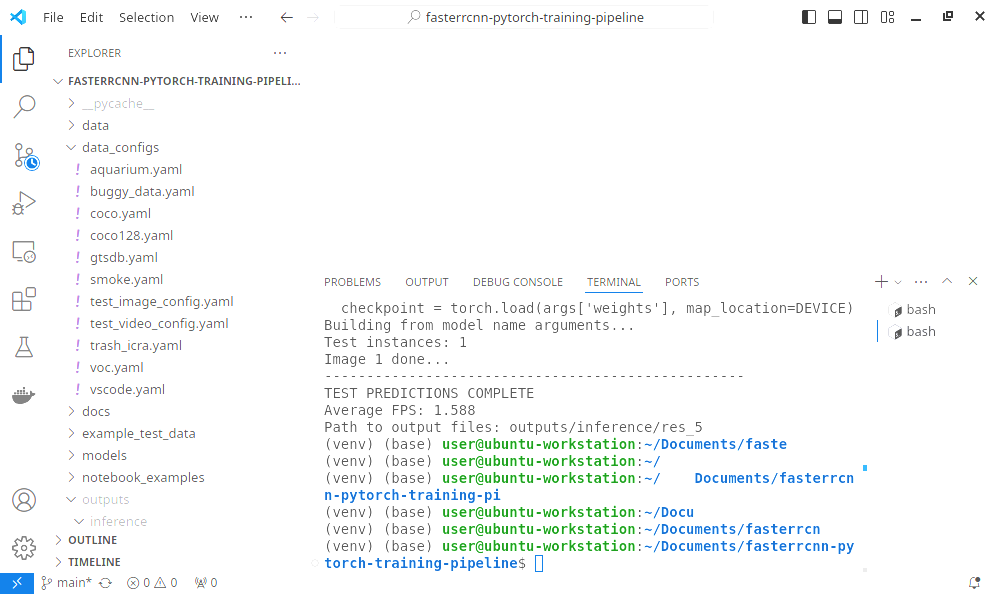 File Edit Selection View ··· fasterrcnn-pytorch-training-pipeline
EXPLORER ···
FASTERRCNN-PYTORCH-TRAINING-PIPELI...
__pycache__
data
data_configs
! aquarium.yaml
! buggy_data.yaml
! coco.yaml
! coco128.yaml
! gtsdb.yaml
! smoke.yaml
! test_image_config.yaml
! test_video_config.yaml
! trash_icra.yaml
! voc.yaml
! vscode.yaml
docs
example_test_data
models
notebook_examples
outputs
inference
OUTLINE
TIMELINE
PROBLEMS OUTPUT DEBUG CONSOLE TERMINAL PORTS
checkpoint = torch.load(args['weights'], map_location=DEVICE)
Building from model name arguments...
Test instances: 1
Image 1 done...
--------------------------------------------------
TEST PREDICTIONS COMPLETE
Average FPS: 1.588
Path to output files: outputs/inference/res_5
(venv) (base) user@ubuntu-workstation:~/Documents/faste
(venv) (base) user@ubuntu-workstation:~/
(venv) (base) user@ubuntu-workstation:~/    Documents/fasterrcn
n-pytorch-training-pi
(venv) (base) user@ubuntu-workstation:~/Docu
(venv) (base) user@ubuntu-workstation:~/Documents/fasterrcn
(venv) (base) user@ubuntu-workstation:~/Documents/fasterrcnn-py
torch-training-pipeline$
bash
bash
main* 0 0 0